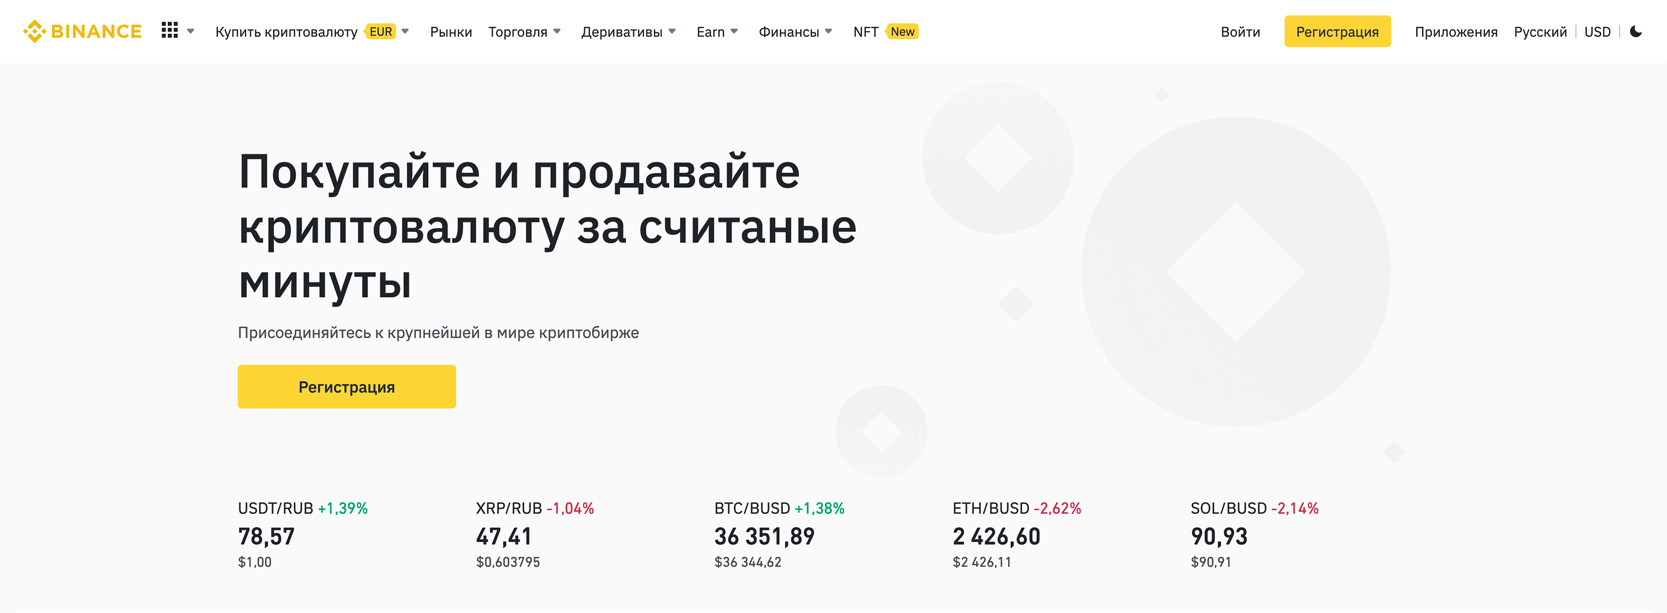 BINANCE
Купить криптовалюту EUR
Рынки
Торговля
Деривативы
Earn
Финансы
NFT New
Войти
Регистрация
Приложения
Русский
USD
Покупайте и продавайте
криптовалюту за считаные
минуты
Присоединяйтесь к крупнейшей в мире криптобирже
Регистрация
USDT/RUB +1,39%
78,57
$1,00
XRP/RUB -1,04%
47,41
$0,603795
BTC/BUSD +1,38%
36 351,89
$36 344,62
ETH/BUSD -2,62%
2 426,60
$2 426,11
SOL/BUSD -2,14%
90,93
$90,91